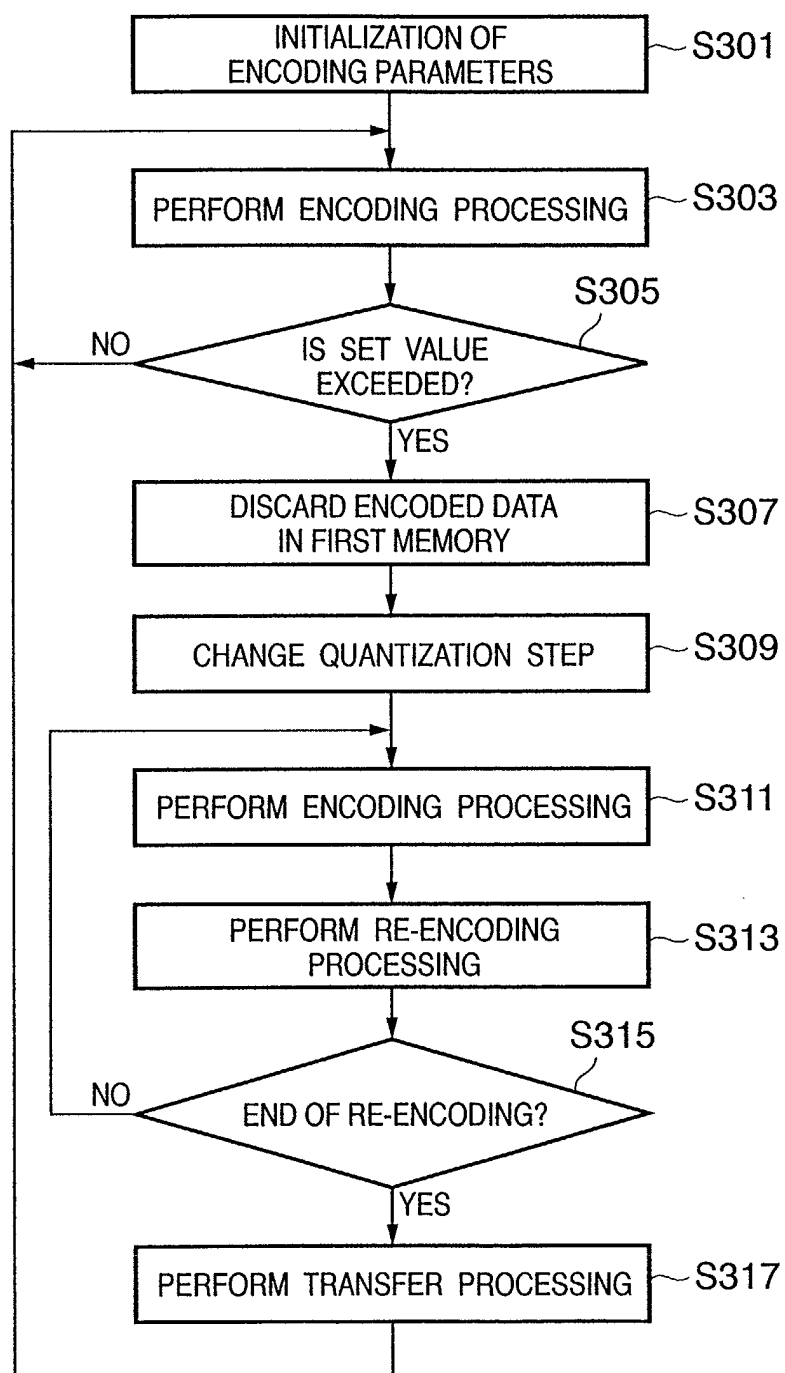 INITIALIZATION OF
ENCODING PARAMETERS
S301
PERFORM ENCODING PROCESSING
S303
S305
NO
IS SET VALUE
EXCEEDED?
YES
DISCARD ENCODED DATA
IN FIRST MEMORY
S307
CHANGE QUANTIZATION STEP
S309
PERFORM ENCODING PROCESSING
S311
PERFORM RE-ENCODING
PROCESSING
S313
S315
NO
END OF RE-ENCODING?
YES
PERFORM TRANSFER PROCESSING
S317